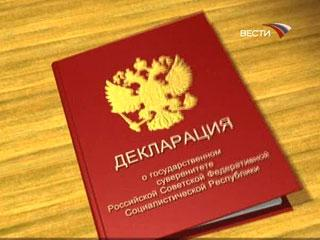 ВЕСТИ
ДЕКЛАРАЦИЯ
о государственном
суверенитете
Российской Советской Федеративной
Социалистической Республики